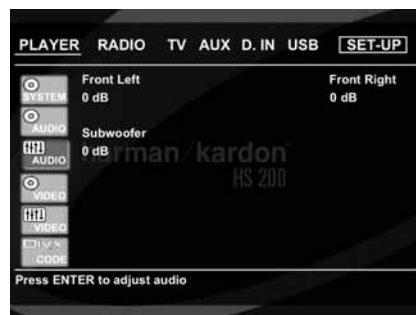 PLAYER RADIO TV AUX D. IN USB SET-UP
Front Left Front Right
0 dB 0 dB
SYSTEM
AUDIO
Subwoofer
0 dB
AUDIO
harman/kardon
HS 200
VIDEO
VIDEO
DIVX
CODE
Press ENTER to adjust audio